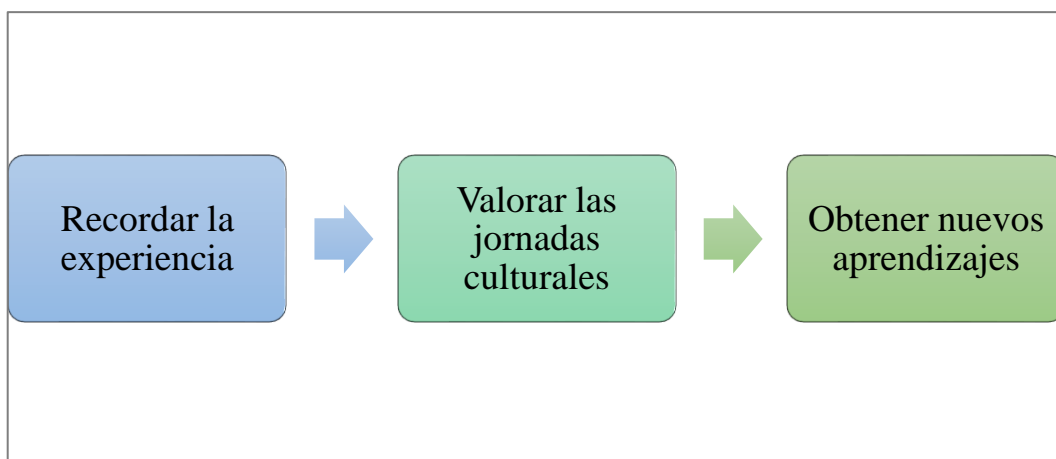 Recordar la
experiencia
Valorar las
jornadas
culturales
Obtener nuevos
aprendizajes